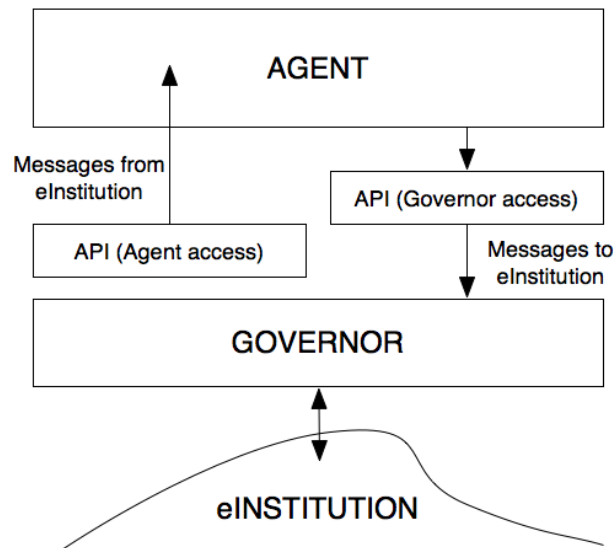 AGENT
Messages from
eInstitution
API (Governor access)
API (Agent access)
Messages to
eInstitution
GOVERNOR
eINSTITUTION